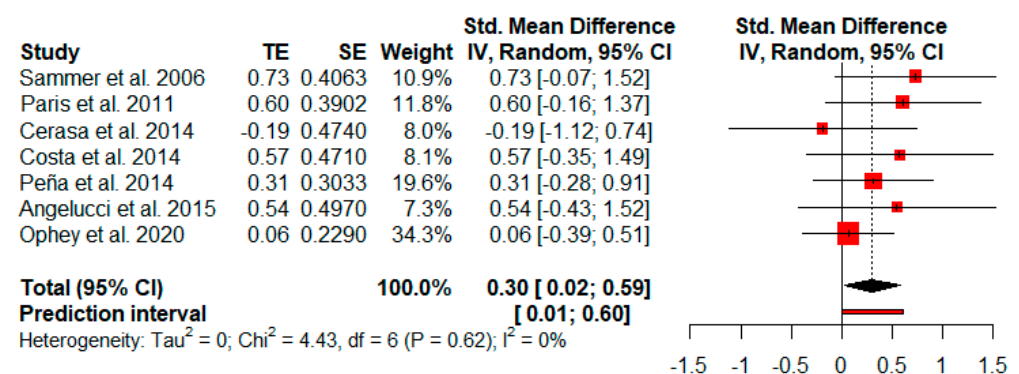 Std. Mean Difference Std. Mean Difference
Study TE SE Weight IV, Random, 95% CI IV, Random, 95% CI
Sammer et al. 2006 0.73 0.4063 10.9% 0.73 [-0.07; 1.52]
Paris et al. 2011 0.60 0.3902 11.8% 0.60 [-0.16; 1.37]
Cerasa et al. 2014 -0.19 0.4740 8.0% -0.19 [-1.12; 0.74]
Costa et al. 2014 0.57 0.4710 8.1% 0.57 [-0.35; 1.49]
Peña et al. 2014 0.31 0.3033 19.6% 0.31 [-0.28; 0.91]
Angelucci et al. 2015 0.54 0.4970 7.3% 0.54 [-0.43; 1.52]
Ophey et al. 2020 0.06 0.2290 34.3% 0.06 [-0.39; 0.51]
Total (95% CI) 100.0% 0.30 [ 0.02; 0.59]
Prediction interval [ 0.01; 0.60]
Heterogeneity: Tau² = 0; Chi² = 4.43, df = 6 (P = 0.62); I² = 0%
-1.5 -1 -0.5 0 0.5 1 1.5